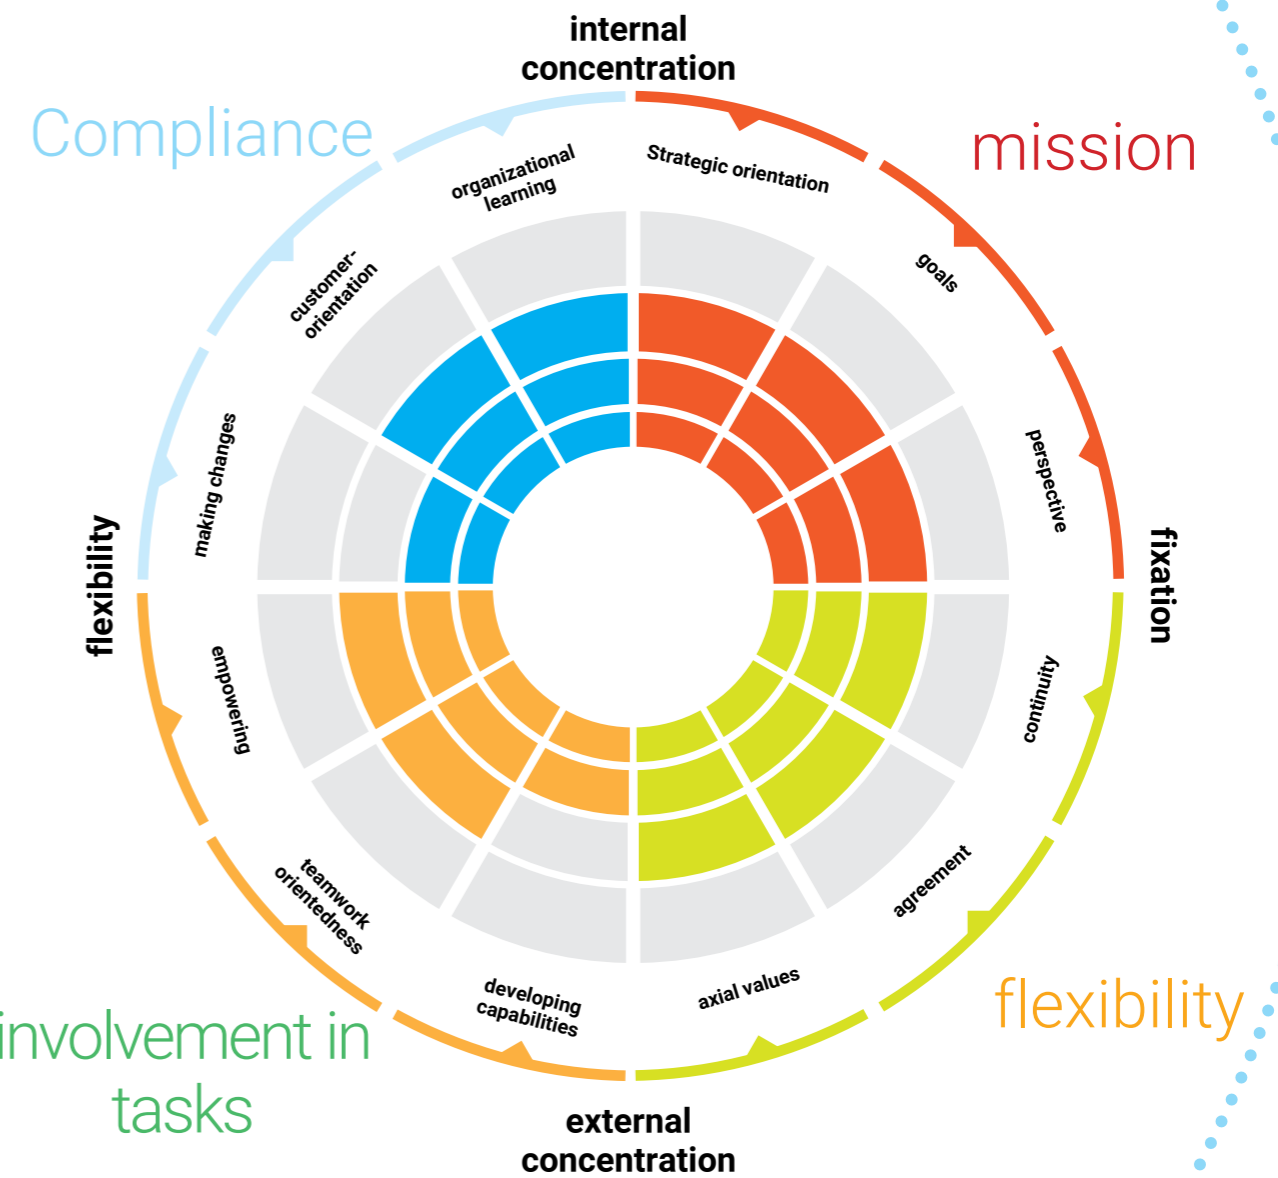 internal
concentration
Compliance
mission
organizational
learning
Strategic orientation
customer-
orientation
goals
making changes
perspective
flexibility
fixation
empowering
continuity
teamwork
orientedness
agreement
developing
capabilities
axial values
involvement in
tasks
flexibility
external
concentration